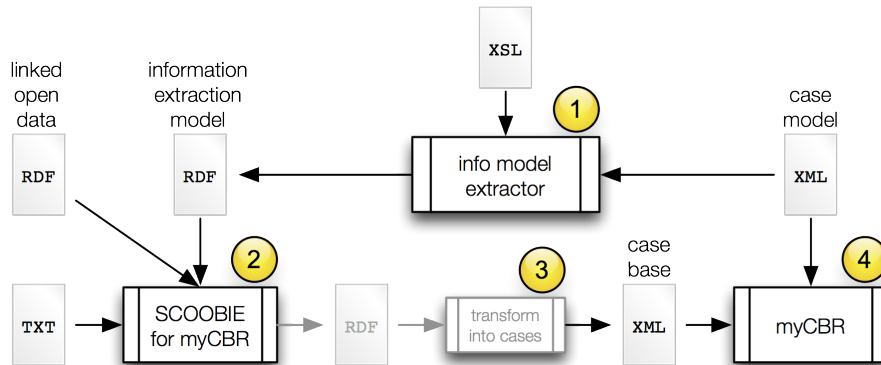 XSL
linked
open
data
information
extraction
model
1
case
model
RDF
RDF
info model
extractor
XML
2
3
case
base
4
TXT
SCOOBIE
for myCBR
RDF
transform
into cases
XML
myCBR